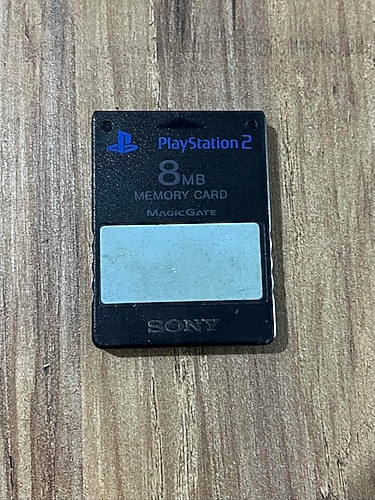 PlayStation 2
8MB
MEMORY CARD
MAGICGATE
SONY